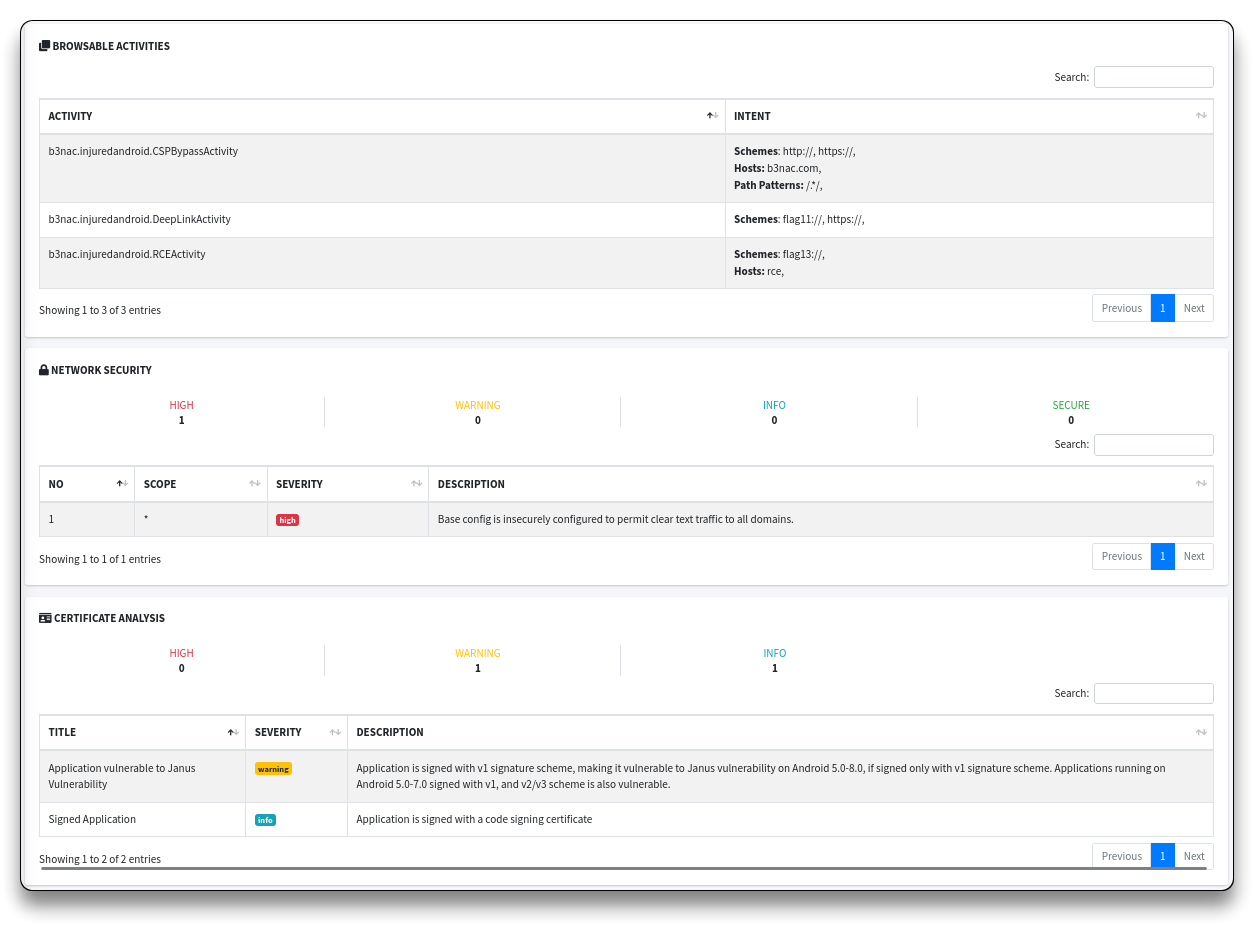 BROWSABLE ACTIVITIES
Search:
ACTIVITY INTENT
b3nac.injuredandroid.CSPBypassActivity Schemes: http://, https://,
Hosts: b3nac.com,
Path Patterns: /.*/,
b3nac.injuredandroid.DeepLinkActivity Schemes: flag11://, https://,
b3nac.injuredandroid.RCEActivity Schemes: flag13://,
Hosts: rce,
Showing 1 to 3 of 3 entries Previous 1 Next
NETWORK SECURITY
HIGH WARNING INFO SECURE
1 0 0 0
Search:
NO SCOPE SEVERITY DESCRIPTION
1 * high Base config is insecurely configured to permit clear text traffic to all domains.
Showing 1 to 1 of 1 entries Previous 1 Next
CERTIFICATE ANALYSIS
HIGH WARNING INFO
0 1 1
Search:
TITLE SEVERITY DESCRIPTION
Application vulnerable to Janus warning Application is signed with v1 signature scheme, making it vulnerable to Janus vulnerability on Android 5.0-8.0, if signed only with v1 signature scheme. Applications running on
Vulnerability Android 5.0-7.0 signed with v1, and v2/v3 scheme is also vulnerable.
Signed Application info Application is signed with a code signing certificate
Showing 1 to 2 of 2 entries Previous 1 Next